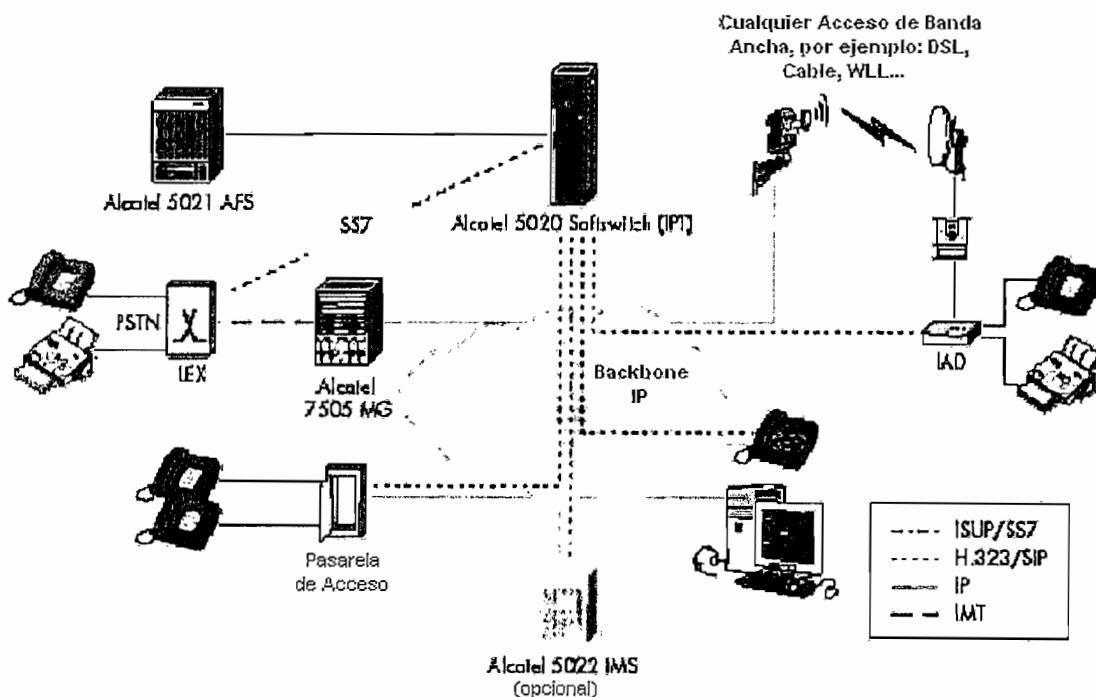 Cualquier Acceso de Banda
Ancha, por ejemplo: DSL,
Cable, WLL...
Alcatel 5021 AFS
SS7
Alcatel 5020 Softswitch (IPT)
PSTN
LEX
Alcatel
7505 MG
Backbone
IP
IAD
Pasarela
de Acceso
ISUP/SS7
H.323/SIP
IP
IMT
Alcatel 5022 IMS
(opcional)